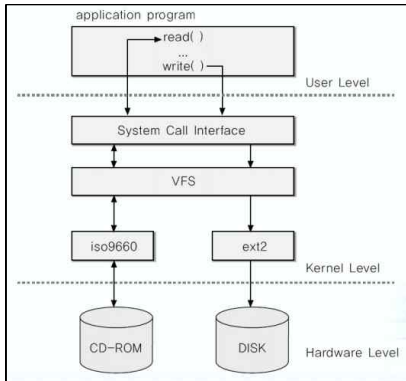 application program
read( )
...
write( )
User Level
System Call Interface
VFS
iso9660
ext2
Kernel Level
CD-ROM
DISK
Hardware Level